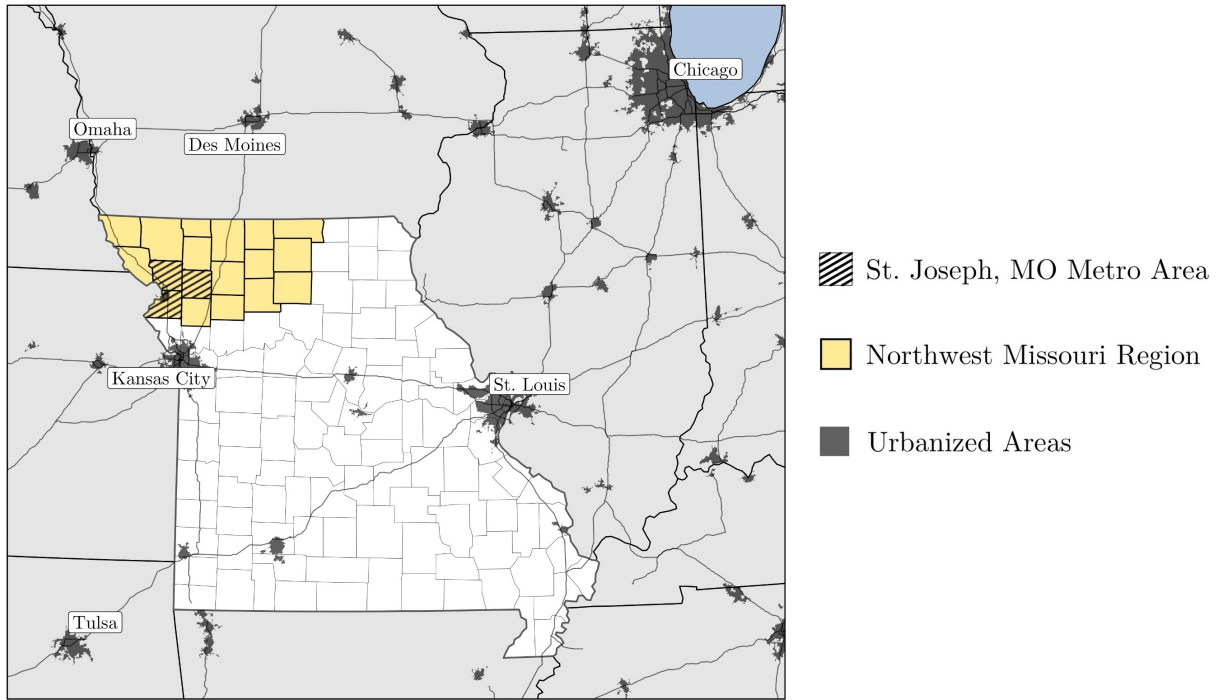 Chicago
Omaha
Des Moines
Kansas City
St. Louis
Tulsa
St. Joseph, MO Metro Area
Northwest Missouri Region
Urbanized Areas